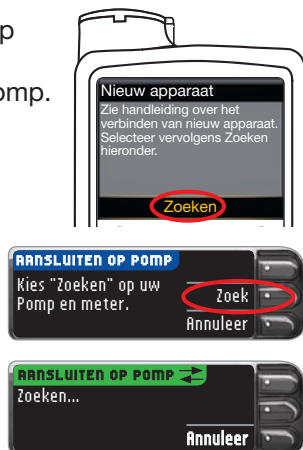 p
omp.
Nieuw apparaat
Zie handleiding over het
verbinden van nieuw apparaat.
Selecteer vervolgens Zoeken
hieronder.
Zoeken
AANSLUITEN OP POMP
Kies "Zoeken" op uw
Pomp en meter.
Zoek
Annuleer
AANSLUITEN OP POMP
Zoeken...
Annuleer